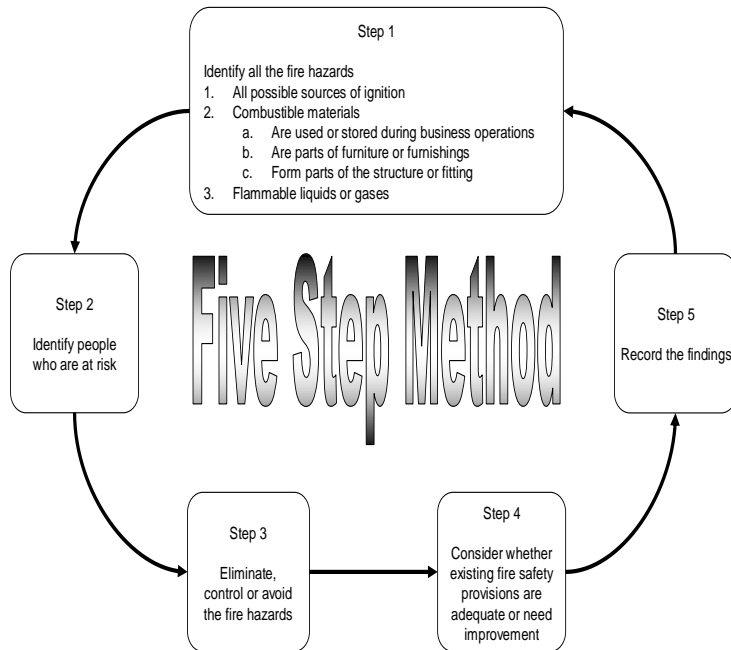 Step 1
Identify all the fire hazards
1. All possible sources of ignition
2. Combustible materials
a. Are used or stored during business operations
b. Are parts of furniture or furnishings
c. Form parts of the structure or fitting
3. Flammable liquids or gases
Five Step Method
Step 2
Identify people
who are at risk
Step 3
Eliminate,
control or avoid
the fire hazards
Step 4
Consider whether
existing fire safety
provisions are
adequate or need
improvement
Step 5
Record the findings